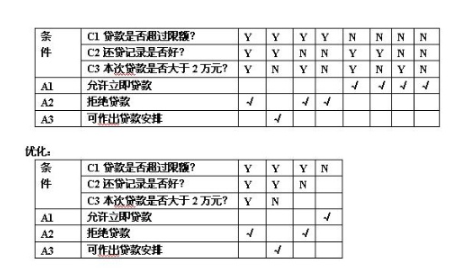 条 C1 贷款是否超过限额? Y Y Y Y N N N N
件 C2 还贷记录是否好? Y Y N N Y Y N N
C3 本次贷款是否大于 2 万元? Y N Y N Y N Y N
A1 允许立即贷款 √ √ √ √
A2 拒绝贷款 √ √ √
A3 可作出贷款安排 √
优化:
条 C1 贷款是否超过限额? Y Y Y N
件 C2 还贷记录是否好? Y Y N
C3 本次贷款是否大于 2 万元? Y N
A1 允许立即贷款 √
A2 拒绝贷款 √ √
A3 可作出贷款安排 √